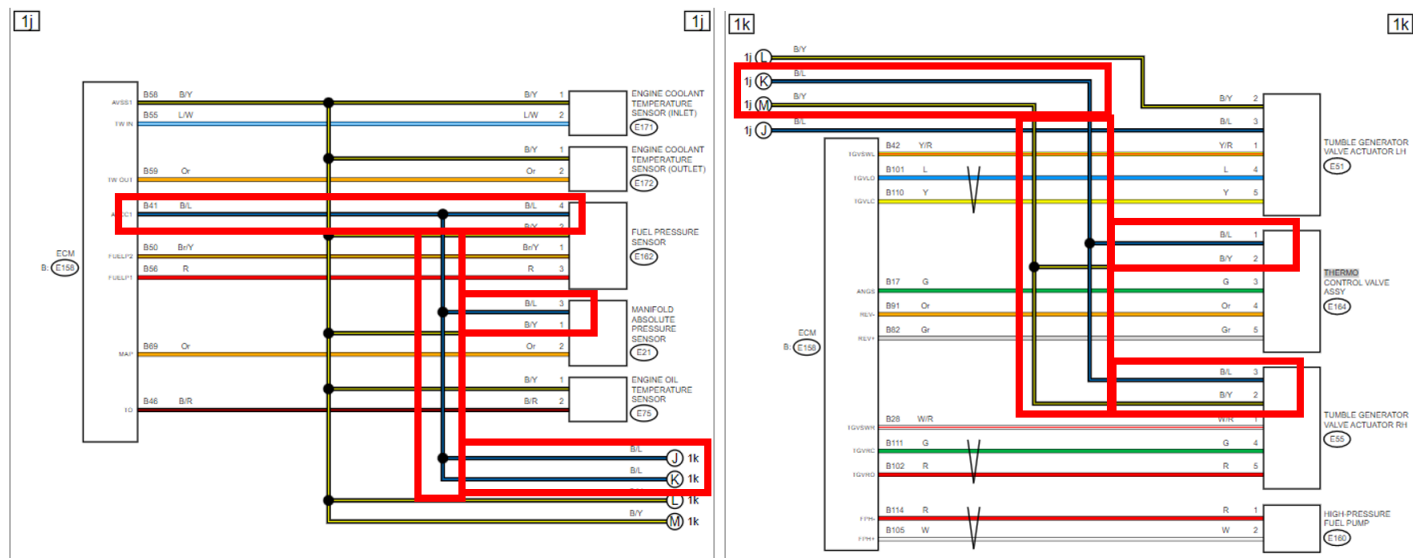 1j
1j
ECM
B: E158
AVSS1
B58 B/Y
B/Y 1
TW IN
B55 L/W
L/W 2
ENGINE COOLANT
TEMPERATURE
SENSOR (INLET)
E171
B/Y 1
TW OUT
B59 Or
Or 2
ENGINE COOLANT
TEMPERATURE
SENSOR (OUTLET)
E172
B41 B/L
B/L 4
FUELP2
B50 Br/Y
Br/Y 1
FUELP1
B56 R
R 3
FUEL PRESSURE
SENSOR
E162
B/L 3
B/Y 1
MAP
B69 Or
Or 2
MANIFOLD
ABSOLUTE
PRESSURE
SENSOR
E21
B/Y 1
TO
B46 B/R
B/R 2
ENGINE OIL
TEMPERATURE
SENSOR
E75
B/L J 1k
B/L K 1k
L 1k
B/Y M 1k
1k
1k
1j L B/Y
1j K B/L
1j M B/Y
1j J B/L
ECM
B: E158
B/Y 2
B/L 3
TGVSWL
B42 Y/R
Y/R 1
TGVLO
B101 L
L 4
TGVLC
B110 Y
Y 5
TUMBLE GENERATOR
VALVE ACTUATOR LH
E51
B/L 1
B/Y 2
ANGS
B17 G
G 3
REV-
B91 Or
Or 4
REV+
B82 Gr
Gr 5
THERMO
CONTROL VALVE
ASSY
E164
B/L 3
B/Y 2
TGVSWR
B28 W/R
W/R 1
TGVRC
B111 G
G 4
TGVRO
B102 R
R 5
TUMBLE GENERATOR
VALVE ACTUATOR RH
E55
FPH-
B114 R
R 1
FPH+
B105 W
W 2
HIGH-PRESSURE
FUEL PUMP
E160